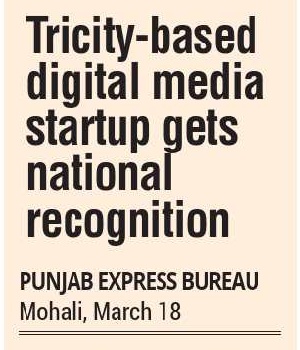 Tricity-based
digital media
startup gets
national
recognition
PUNJAB EXPRESS BUREAU
Mohali, March 18